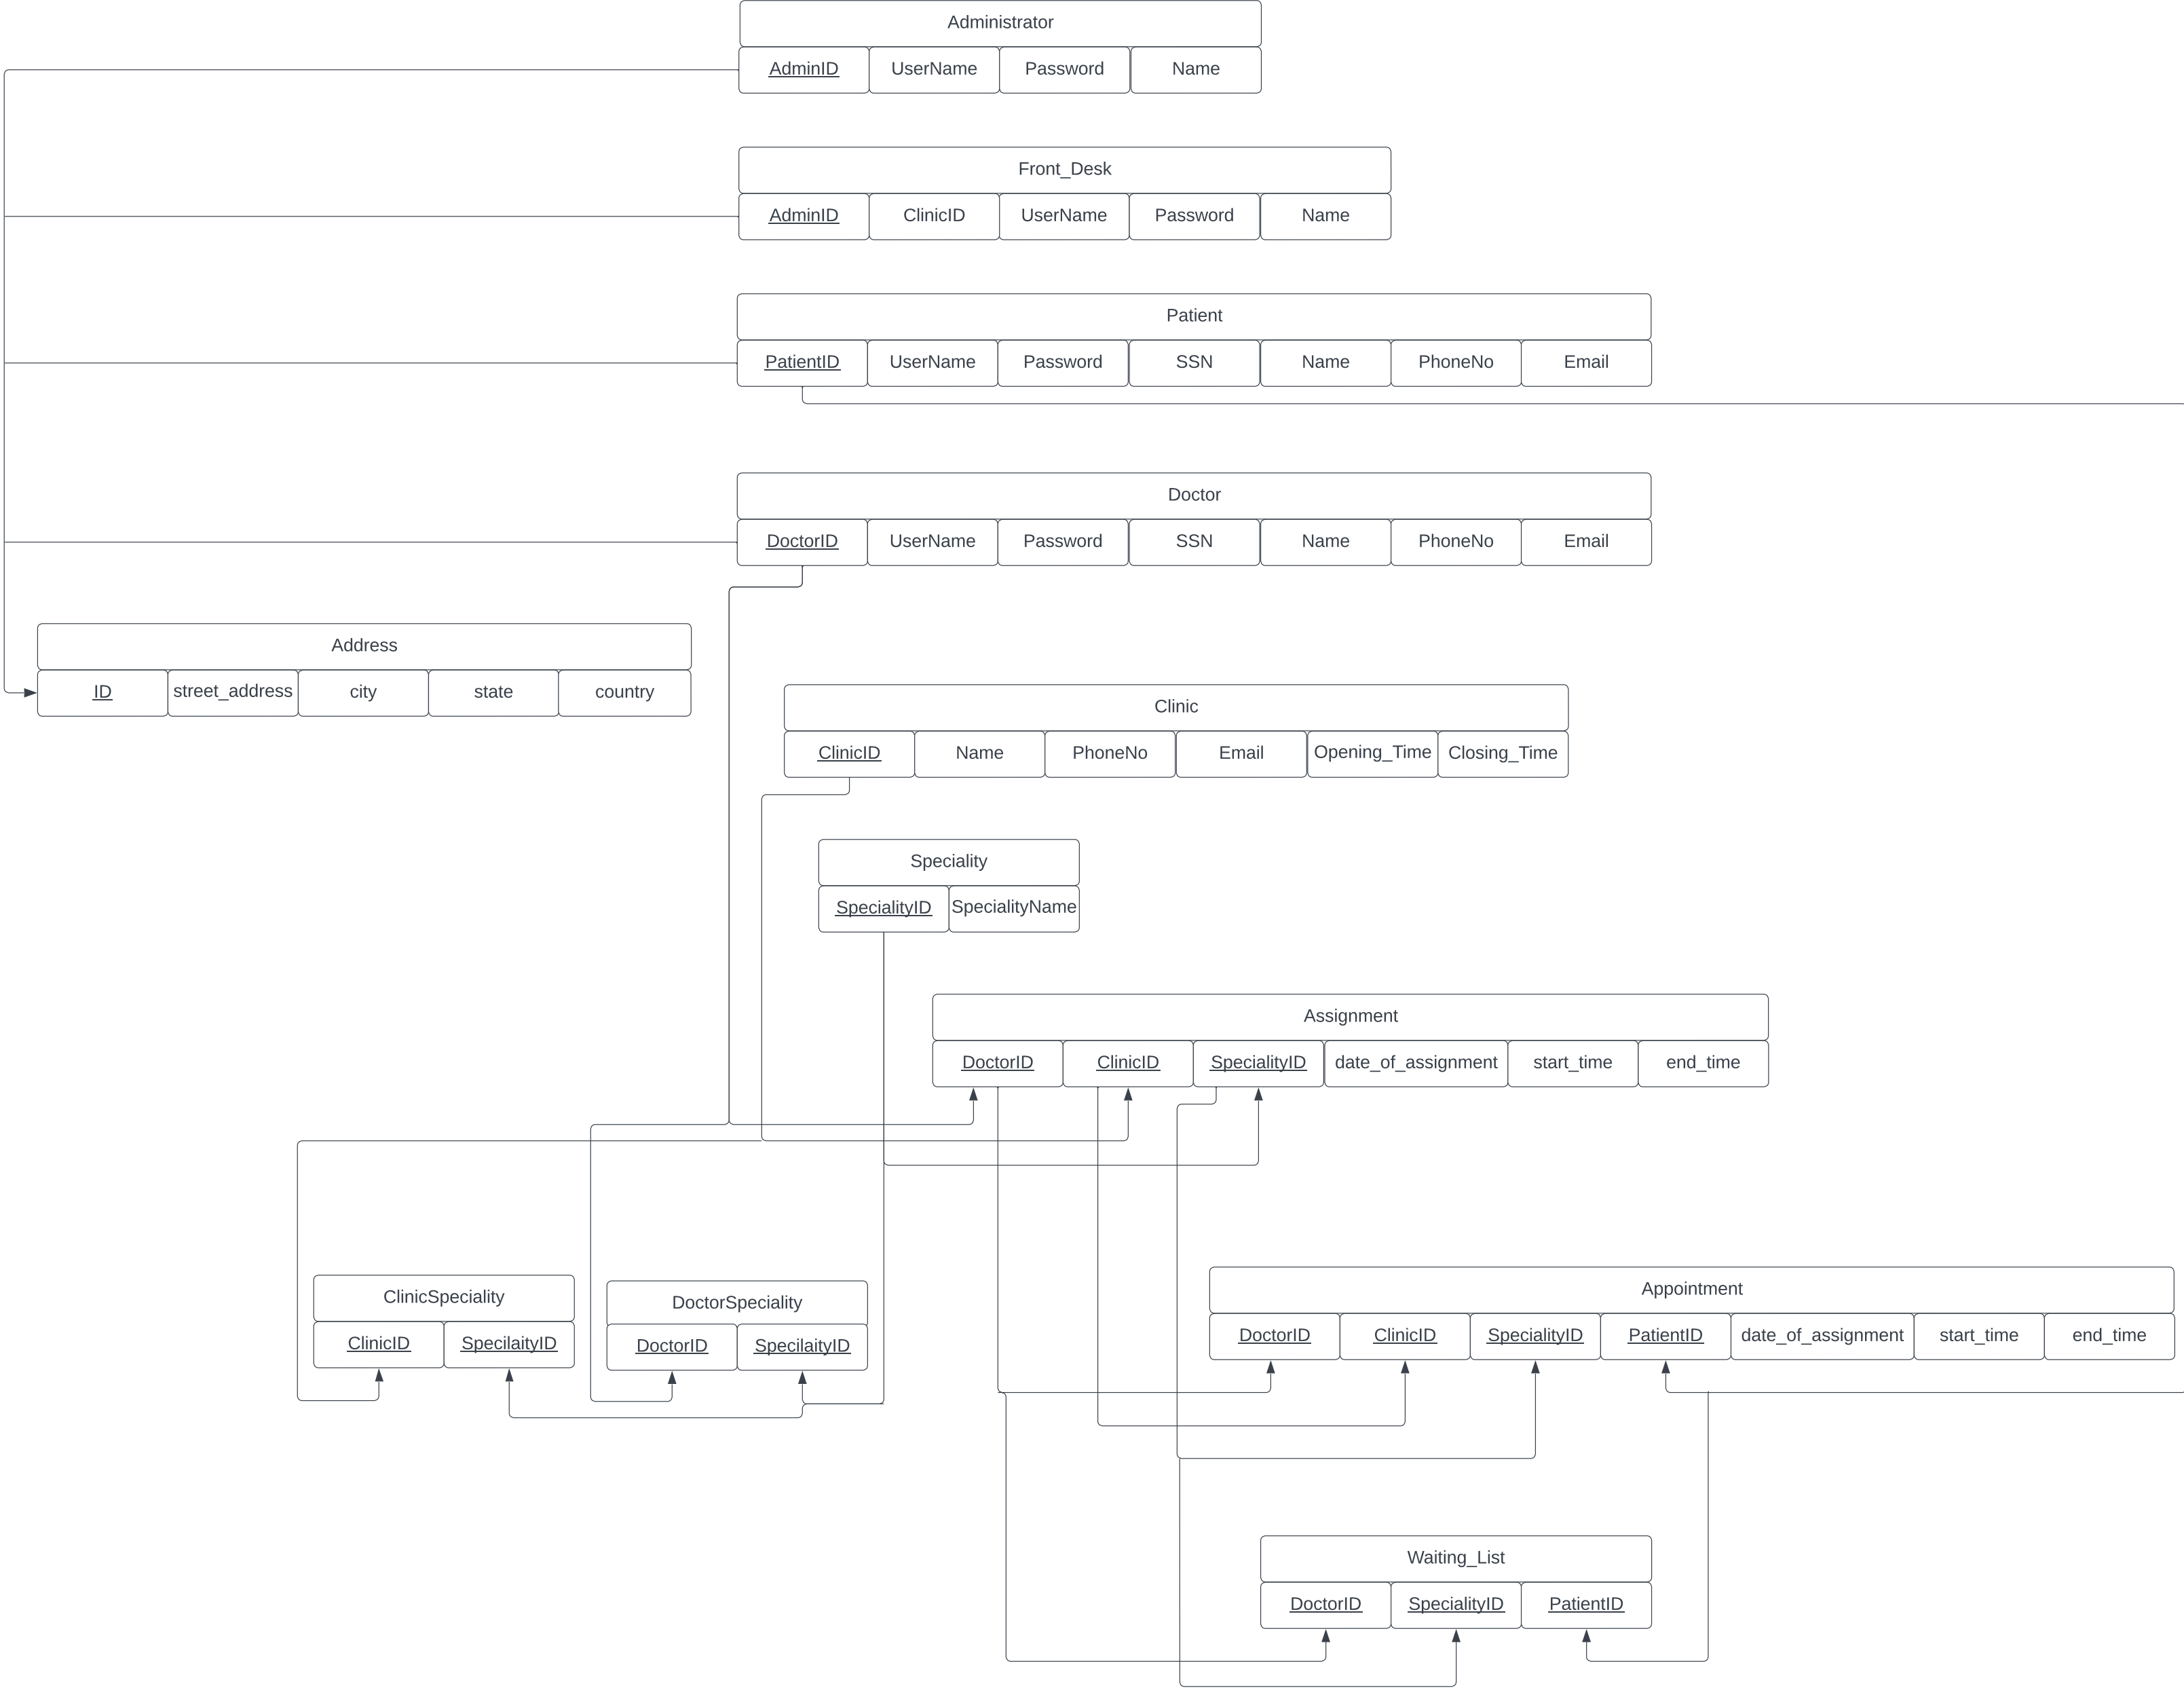 Administrator
AdminID UserName Password Name
Front_Desk
AdminID ClinicID UserName Password Name
Patient
PatientID UserName Password SSN Name PhoneNo Email
Doctor
DoctorID UserName Password SSN Name PhoneNo Email
Address
ID street_address city state country
Clinic
ClinicID Name PhoneNo Email Opening_Time Closing_Time
Speciality
SpecialityID SpecialityName
Assignment
DoctorID ClinicID SpecialityID date_of_assignment start_time end_time
ClinicSpeciality
ClinicID SpecilaityID
DoctorSpeciality
DoctorID SpecilaityID
Appointment
DoctorID ClinicID SpecialityID PatientID date_of_assignment start_time end_time
Waiting_List
DoctorID SpecialityID PatientID